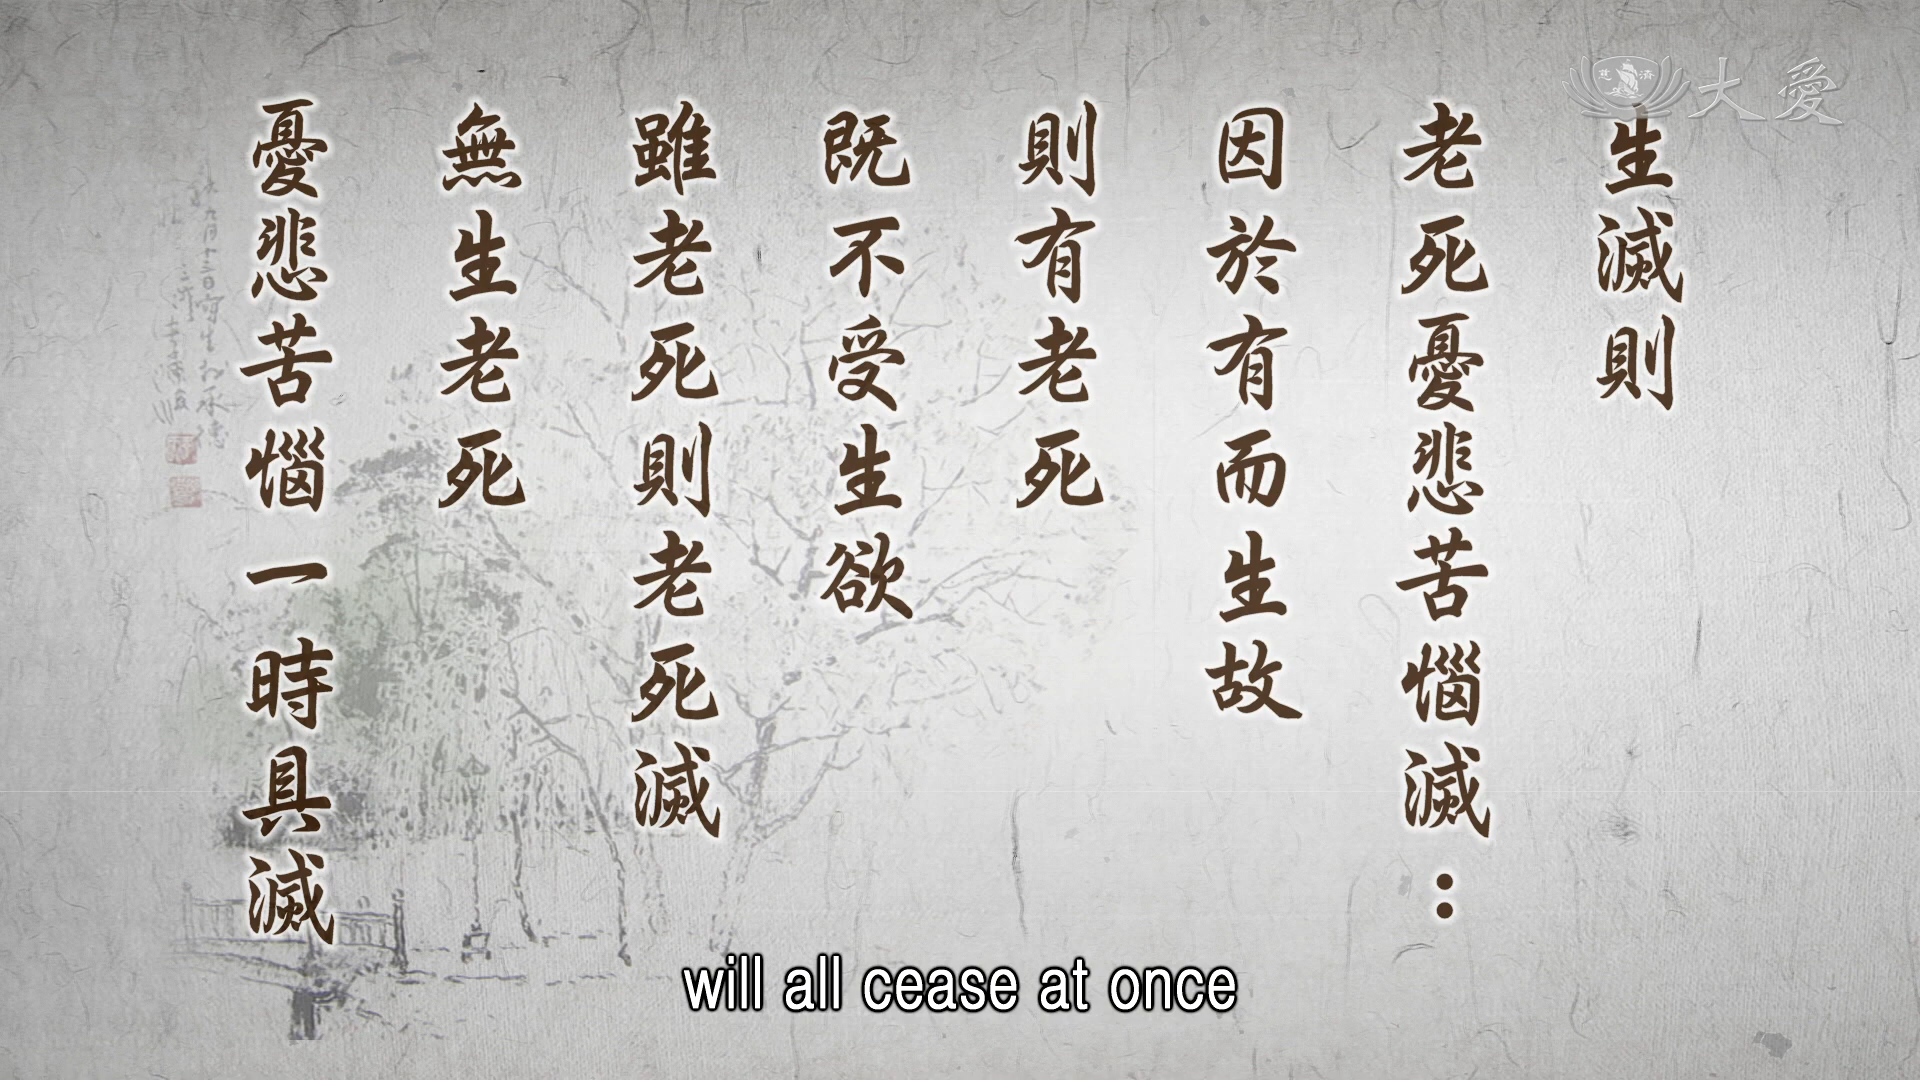 大愛
慈濟
生滅則
老死憂悲苦惱滅：
因於有而生故
則有老死
既不受生欲
雖老死則老死滅
無生老死
憂悲苦惱一時具滅
will all cease at once